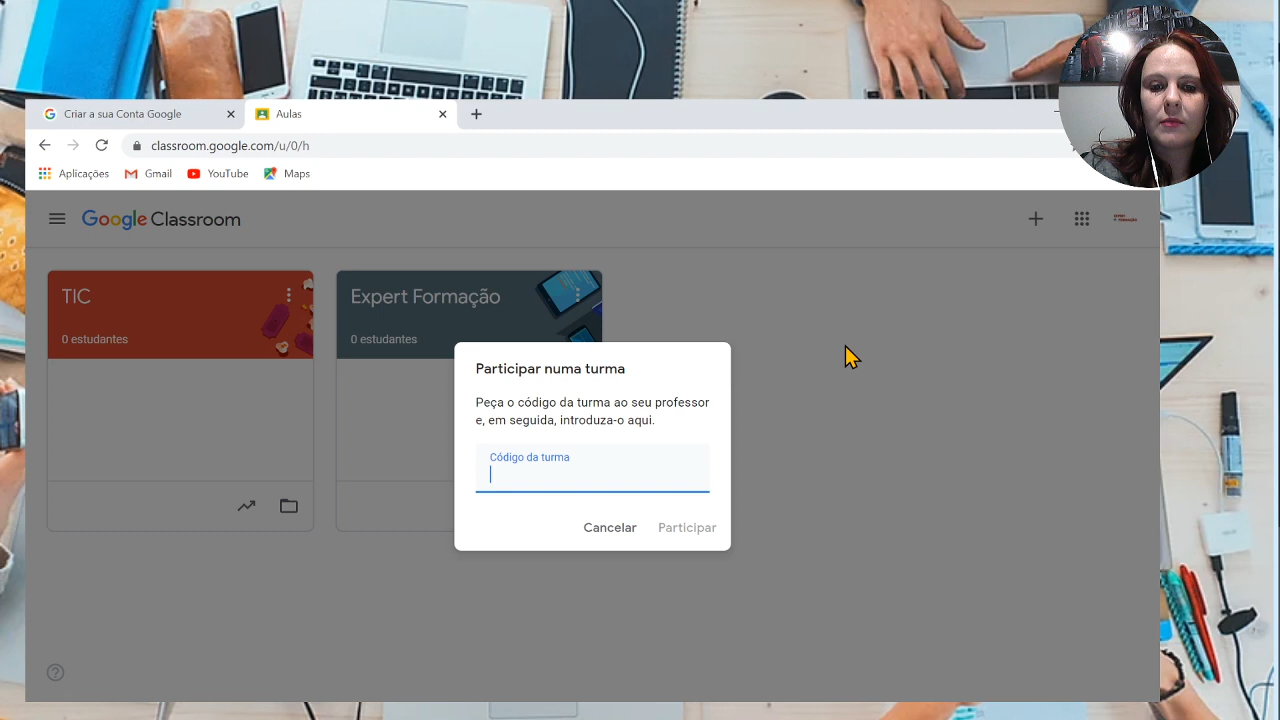 Criar a sua Conta Google
Aulas
classroom.google.com/u/0/h
Aplicações
Gmail
YouTube
Maps
Google Classroom
TIC
0 estudantes
Expert Formação
0 estudantes
Participar numa turma
Peça o código da turma ao seu professor
e, em seguida, introduza-o aqui.
Código da turma
Cancelar
Participar